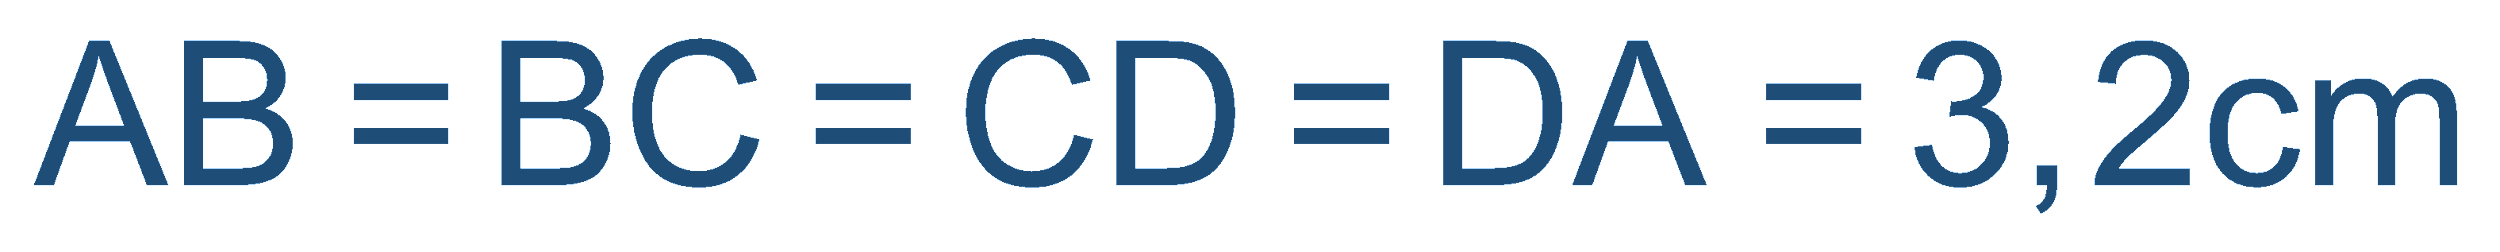 AB = BC = CD = DA = 3,2cm